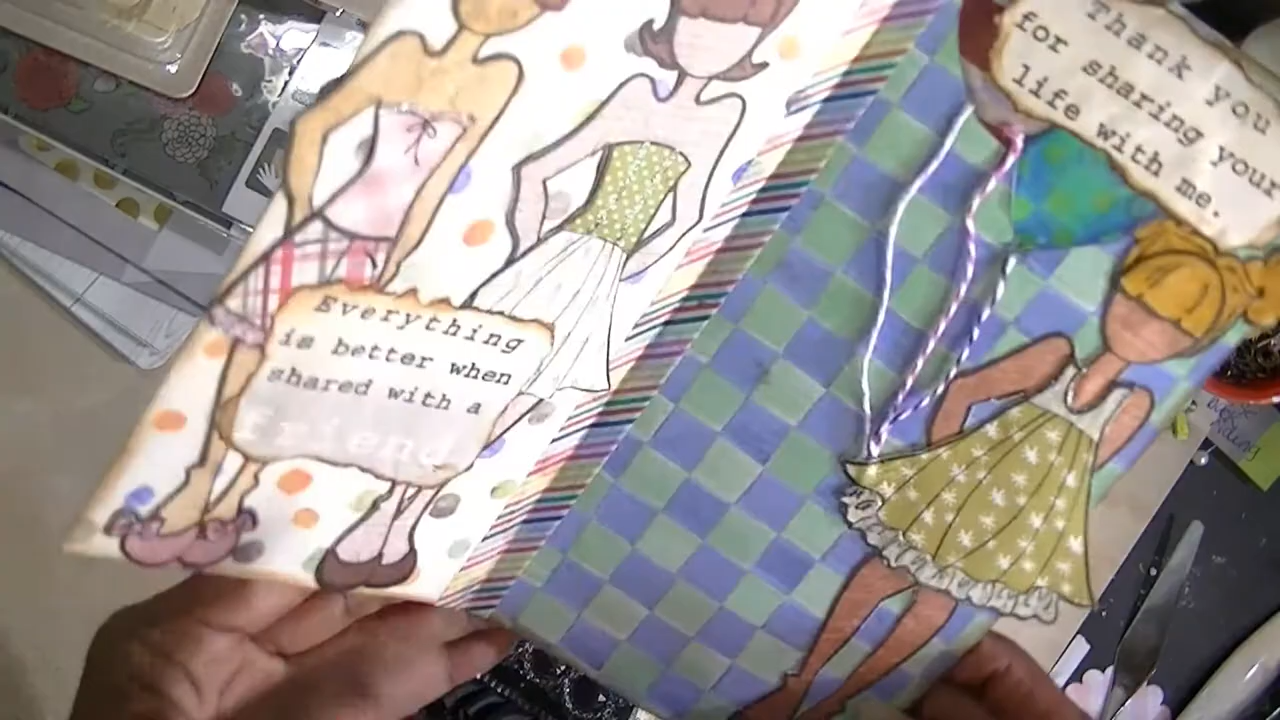 Everything
is better when
shared with a
friend
Thank you
for sharing your
life with me.